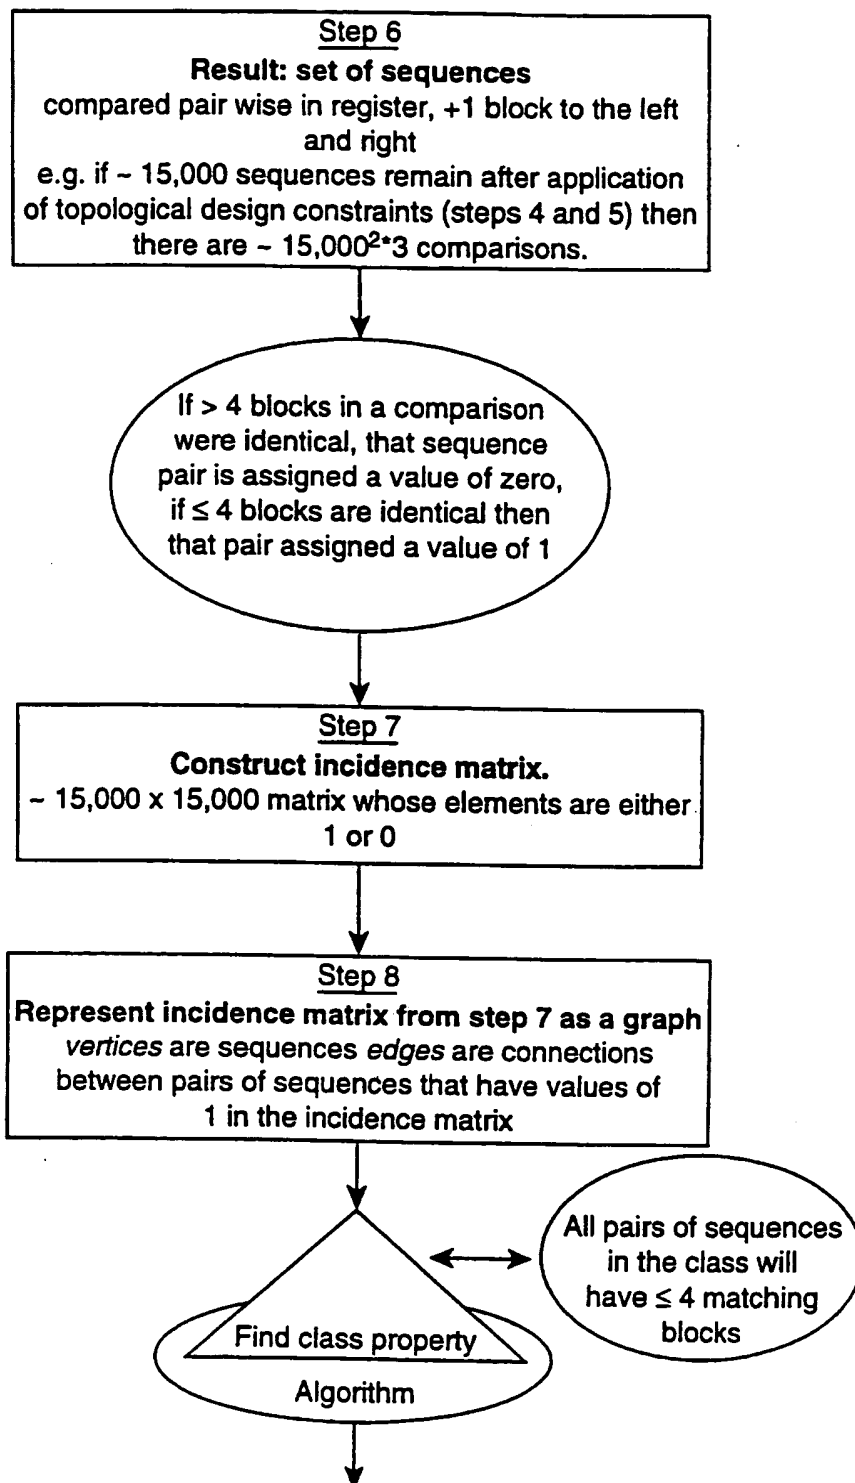 Step 6
Result: set of sequences
compared pair wise in register, +1 block to the left
and right
e.g. if ~ 15,000 sequences remain after application
of topological design constraints (steps 4 and 5) then
there are ~ 15,000²*3 comparisons.
If > 4 blocks in a comparison
were identical, that sequence
pair is assigned a value of zero,
if ≤ 4 blocks are identical then
that pair assigned a value of 1
Step 7
Construct incidence matrix.
~ 15,000 x 15,000 matrix whose elements are either
1 or 0
Step 8
Represent incidence matrix from step 7 as a graph
vertices are sequences edges are connections
between pairs of sequences that have values of
1 in the incidence matrix
All pairs of sequences
in the class will
have ≤ 4 matching
blocks
Find class property
Algorithm